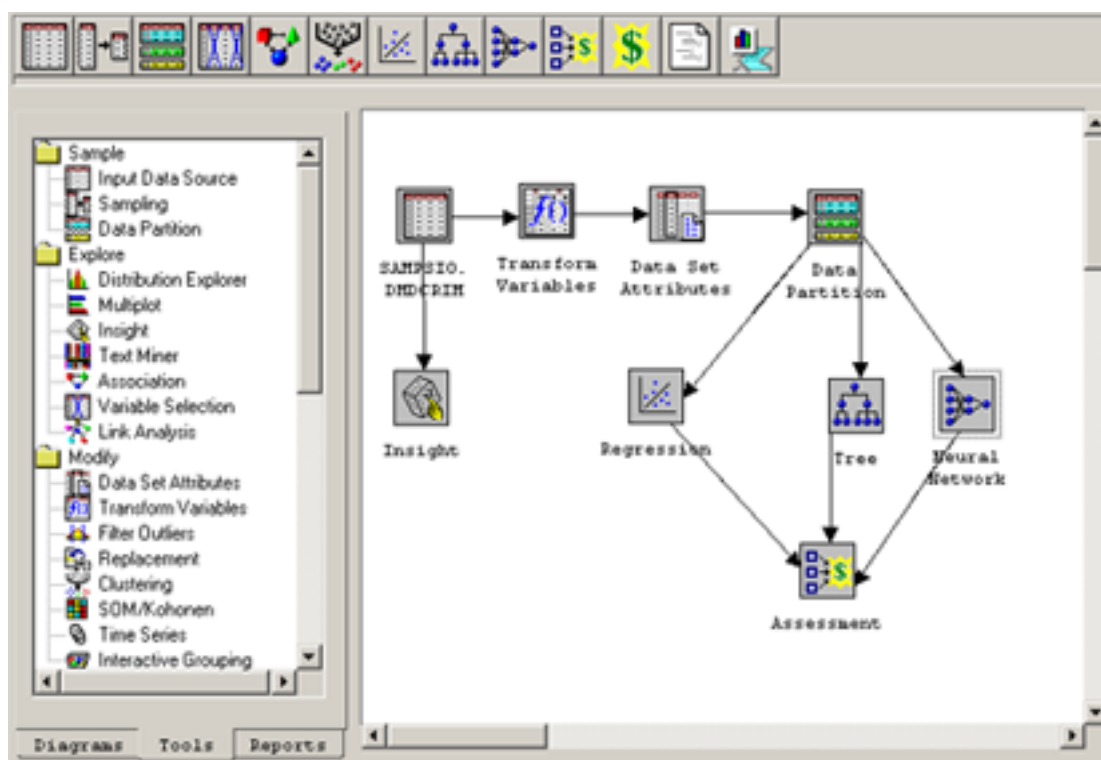 Sample
Input Data Source
Sampling
Data Partition
Explore
Distribution Explorer
Multiplot
Insight
Text Miner
Association
Variable Selection
Link Analysis
Modify
Data Set Attributes
Transform Variables
Filter Outliers
Replacement
Clustering
SOM/Kohonen
Time Series
Interactive Grouping
Diagrams Tools Reports
SAMPSIO.
DMDCRIM
Transform
Variables
Data Set
Attributes
Data
Partition
Insight
Regression
Tree
Neural
Network
Assessment